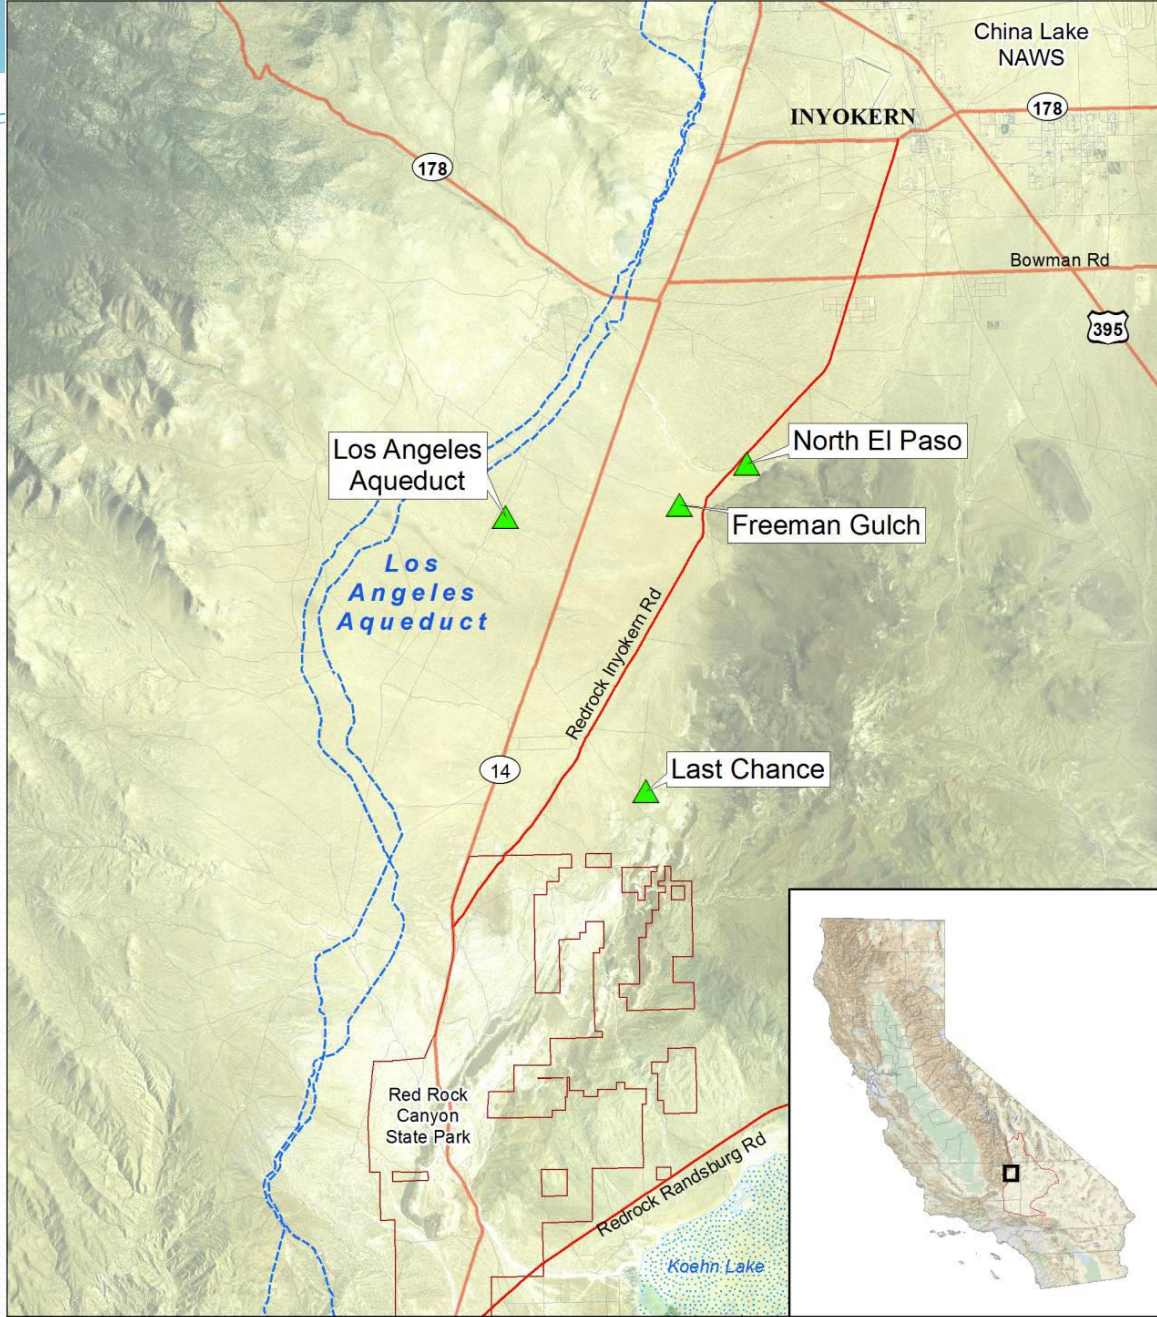 China Lake
NAWS
INYOKERN
178
178
Bowman Rd
395
Los Angeles
Aqueduct
North El Paso
Freeman Gulch
Los
Angeles
Aqueduct
Redrock Inyokern Rd
14
Last Chance
Red Rock
Canyon
State Park
Redrock Randsburg Rd
Koehn Lake